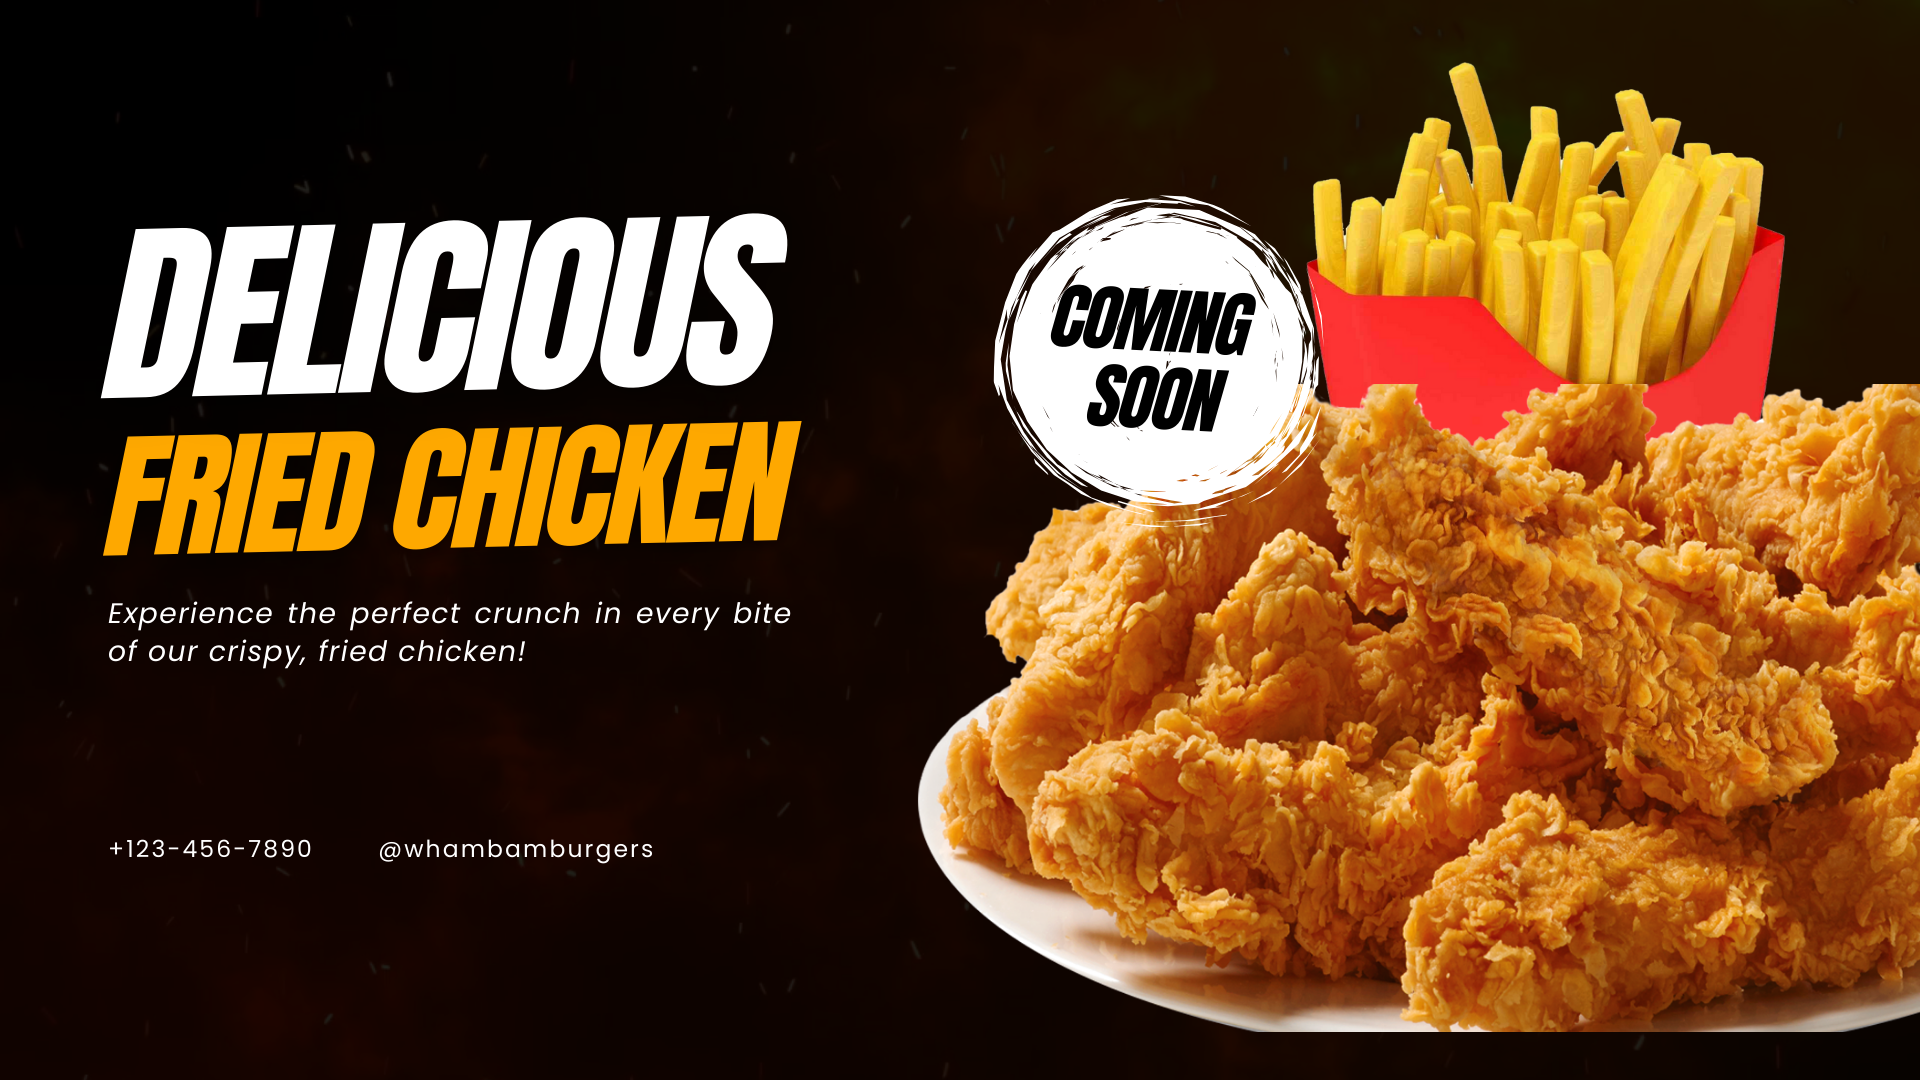 DELICIOUS
FRIED CHICKEN
Experience the perfect crunch in every bite
of our crispy, fried chicken!
+123-456-7890 @whambamburgers
COMING
SOON